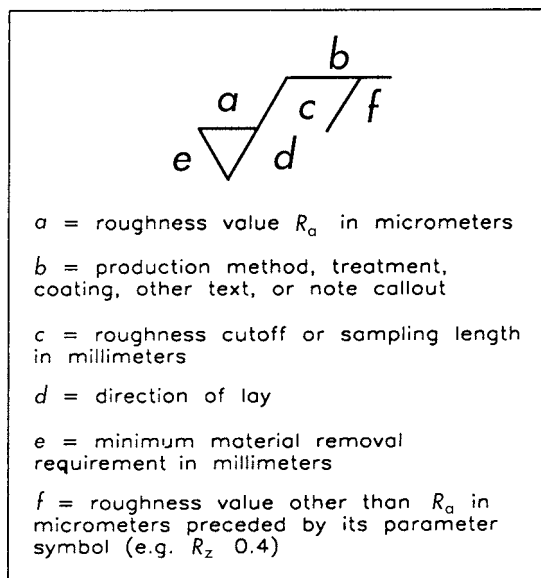 b
a
c
f
e
d
a = roughness value Ra in micrometers
b = production method, treatment,
coating, other text, or note callout
c = roughness cutoff or sampling length
in millimeters
d = direction of lay
e = minimum material removal
requirement in millimeters
f = roughness value other than Ra in
micrometers preceded by its parameter
symbol (e.g. Rz 0.4)